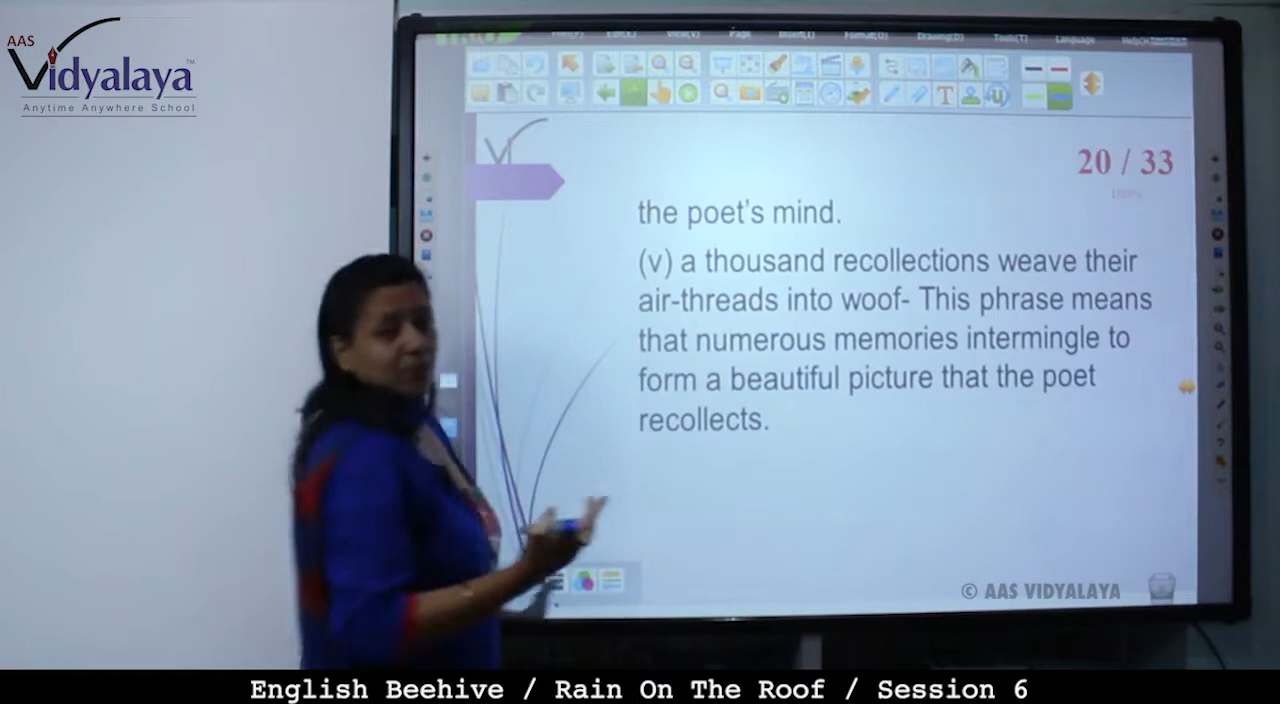 AAS
Vidyalaya
TM
Anytime Anywhere School
20 / 33
100%
the poet's mind.
(v) a thousand recollections weave their
air-threads into woof- This phrase means
that numerous memories intermingle to
form a beautiful picture that the poet
recollects.
© AAS VIDYALAYA
English Beehive / Rain On The Roof / Session 6